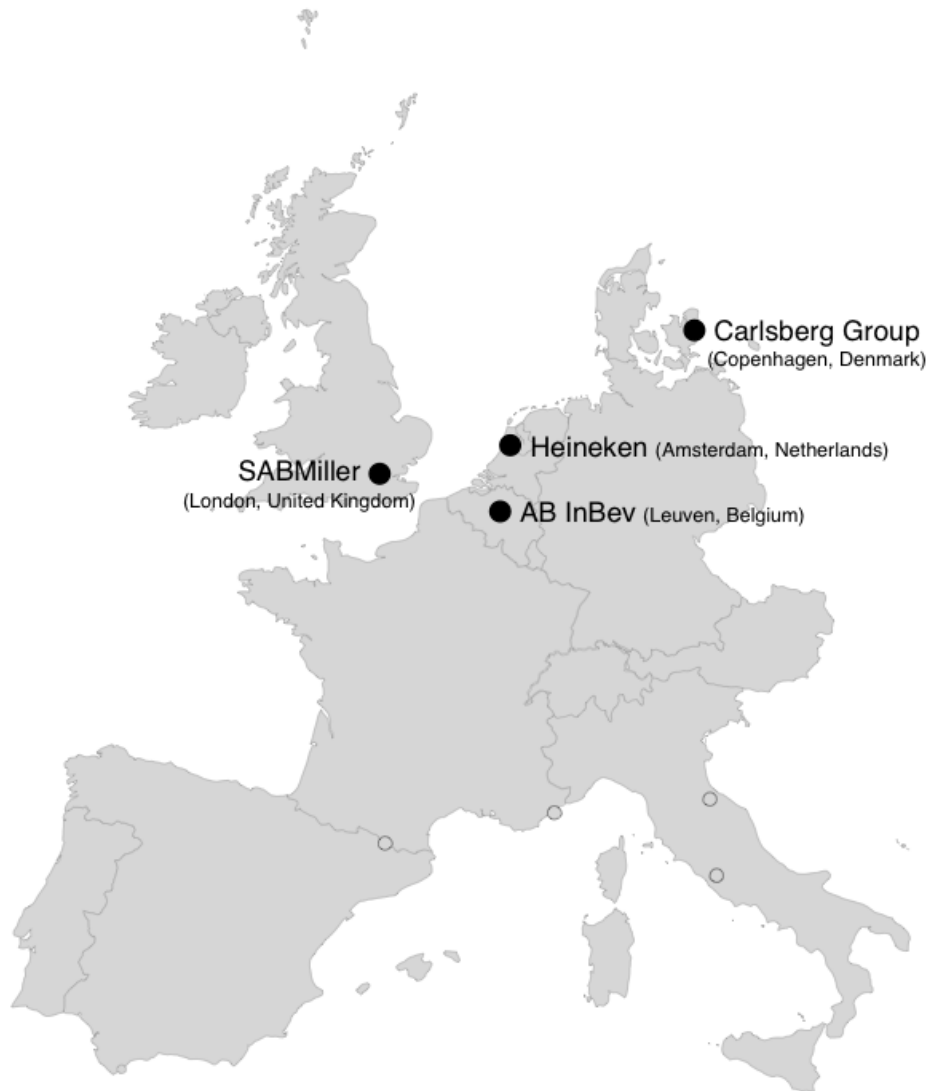 Carlsberg Group
(Copenhagen, Denmark)
Heineken (Amsterdam, Netherlands)
SABMiller
(London, United Kingdom)
AB InBev (Leuven, Belgium)